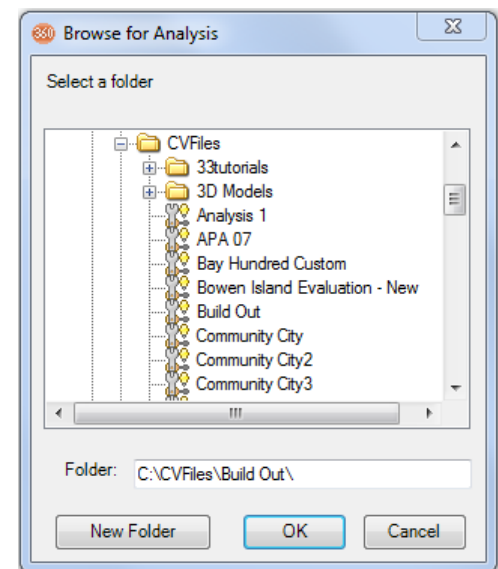 360 Browse for Analysis
Select a folder
CVFiles
33tutorials
3D Models
Analysis 1
APA 07
Bay Hundred Custom
Bowen Island Evaluation - New
Build Out
Community City
Community City2
Community City3
Folder: C:\CVFiles\Build Out\
New Folder OK Cancel